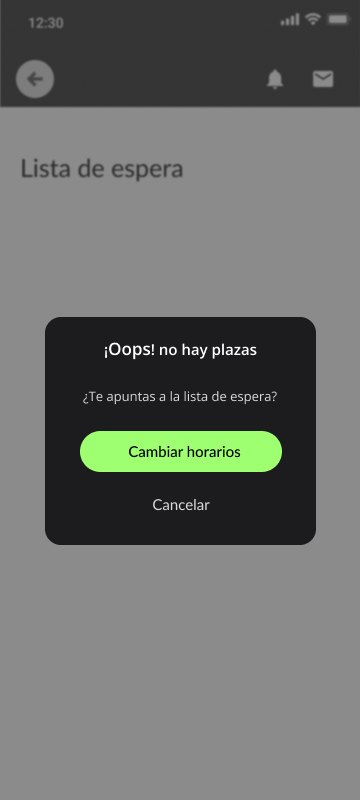 12:30
Lista de espera
¡Oops! no hay plazas
¿Te apuntas a la lista de espera?
Cambiar horarios
Cancelar